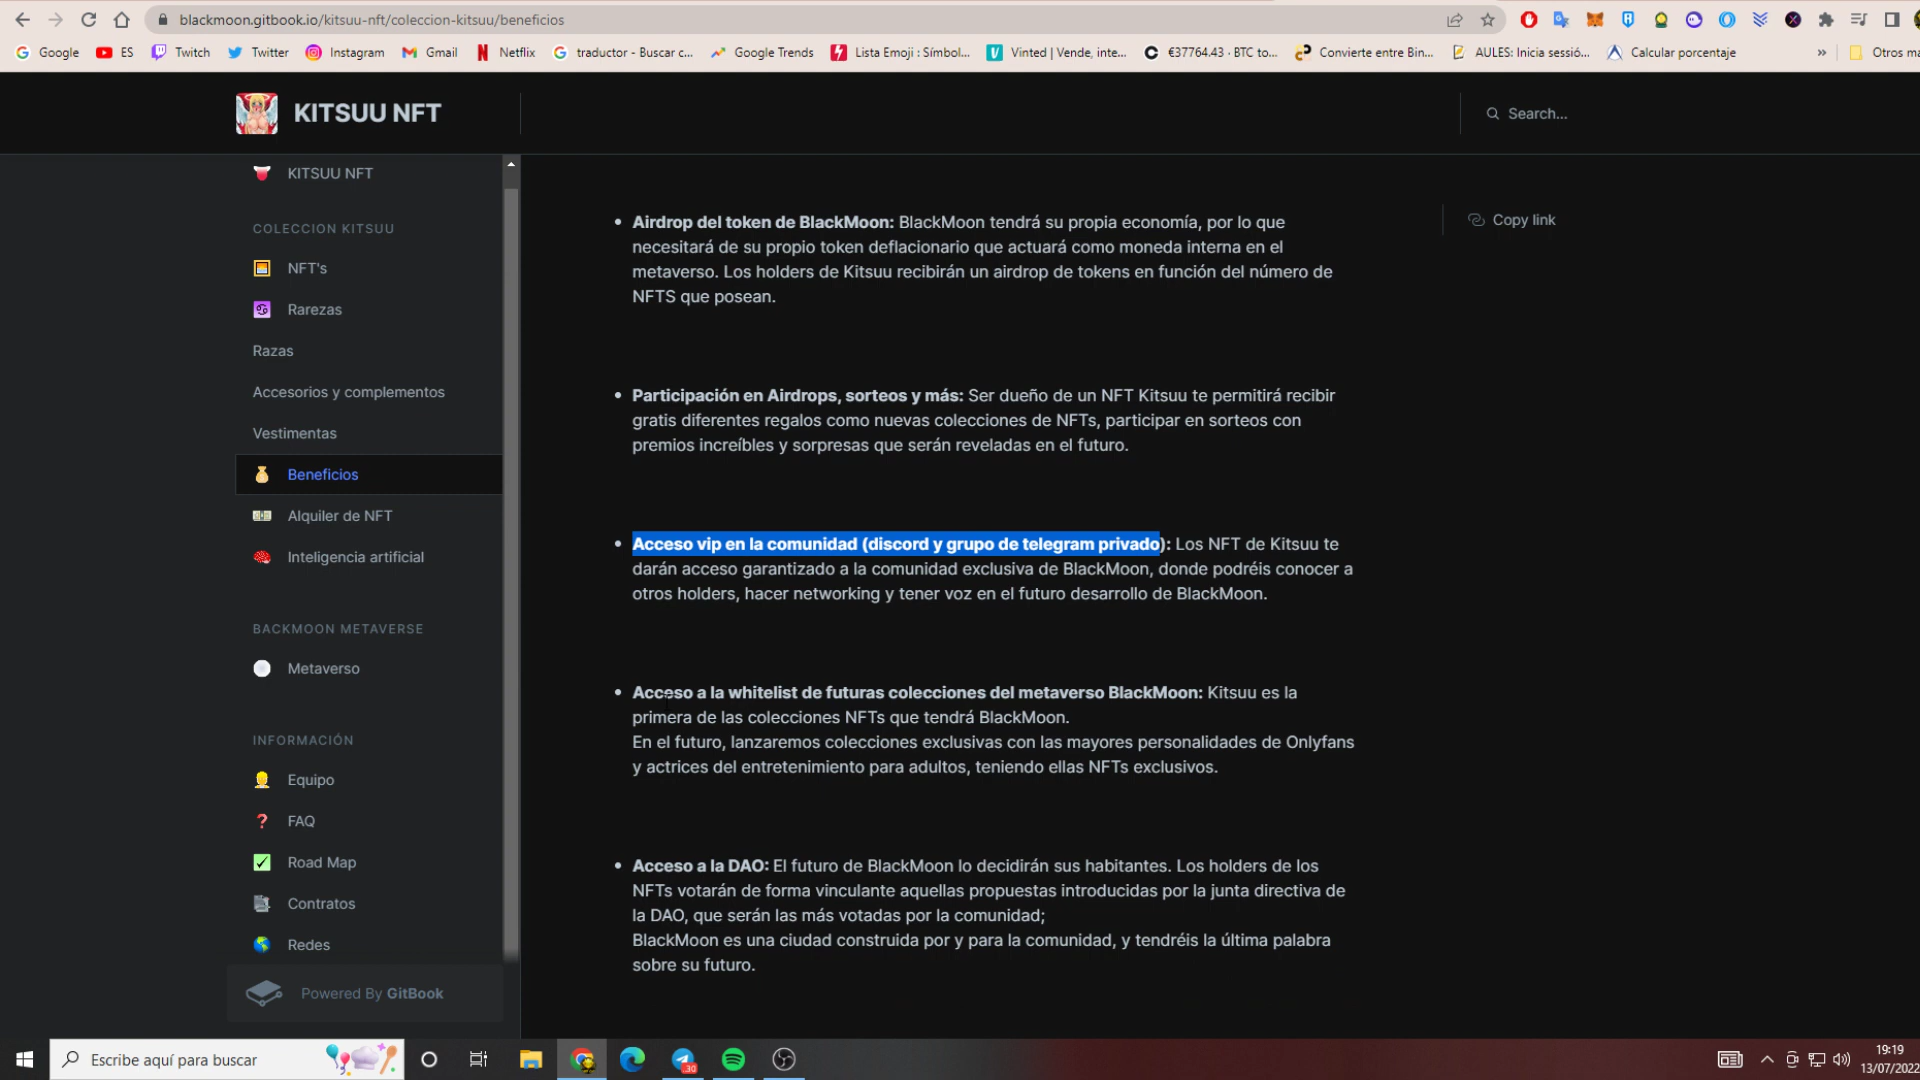 blackmoon.gitbook.io/kitsuu-nft/coleccion-kitsuu/beneficios
Google
ES
Twitch
Twitter
Instagram
Gmail
Netflix
traductor - Buscar c...
Google Trends
Lista Emoji : Símbol...
Vinted | Vende, inte...
€37764.43 · BTC to...
Convierte entre Bin...
AULES: Inicia sessió...
Calcular porcentaje
»
Otros ma
KITSUU NFT
Search...
KITSUU NFT
COLECCION KITSUU
NFT's
Rarezas
Razas
Accesorios y complementos
Vestimentas
Beneficios
Alquiler de NFT
Inteligencia artificial
BACKMOON METAVERSE
Metaverso
INFORMACIÓN
Equipo
FAQ
Road Map
Contratos
Redes
Powered By GitBook
• Airdrop del token de BlackMoon: BlackMoon tendrá su propia economía, por lo que
necesitará de su propio token deflacionario que actuará como moneda interna en el
metaverso. Los holders de Kitsuu recibirán un airdrop de tokens en función del número de
NFTS que posean.
• Participación en Airdrops, sorteos y más: Ser dueño de un NFT Kitsuu te permitirá recibir
gratis diferentes regalos como nuevas colecciones de NFTs, participar en sorteos con
premios increíbles y sorpresas que serán reveladas en el futuro.
• Acceso vip en la comunidad (discord y grupo de telegram privado): Los NFT de Kitsuu te
darán acceso garantizado a la comunidad exclusiva de BlackMoon, donde podréis conocer a
otros holders, hacer networking y tener voz en el futuro desarrollo de BlackMoon.
• Acceso a la whitelist de futuras colecciones del metaverso BlackMoon: Kitsuu es la
primera de las colecciones NFTs que tendrá BlackMoon.
En el futuro, lanzaremos colecciones exclusivas con las mayores personalidades de Onlyfans
y actrices del entretenimiento para adultos, teniendo ellas NFTs exclusivos.
• Acceso a la DAO: El futuro de BlackMoon lo decidirán sus habitantes. Los holders de los
NFTs votarán de forma vinculante aquellas propuestas introducidas por la junta directiva de
la DAO, que serán las más votadas por la comunidad;
BlackMoon es una ciudad construida por y para la comunidad, y tendréis la última palabra
sobre su futuro.
Copy link
Escribe aquí para buscar
30
19:19
13/07/2022